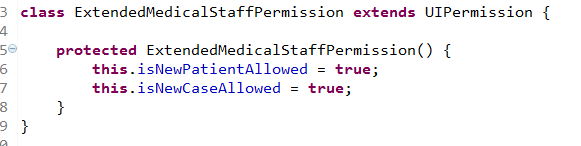 3 class ExtendedMedicalStaffPermission extends UIPermission {
4
5 protected ExtendedMedicalStaffPermission() {
6 this.isNewPatientAllowed = true;
7 this.isNewCaseAllowed = true;
8 }
9 }